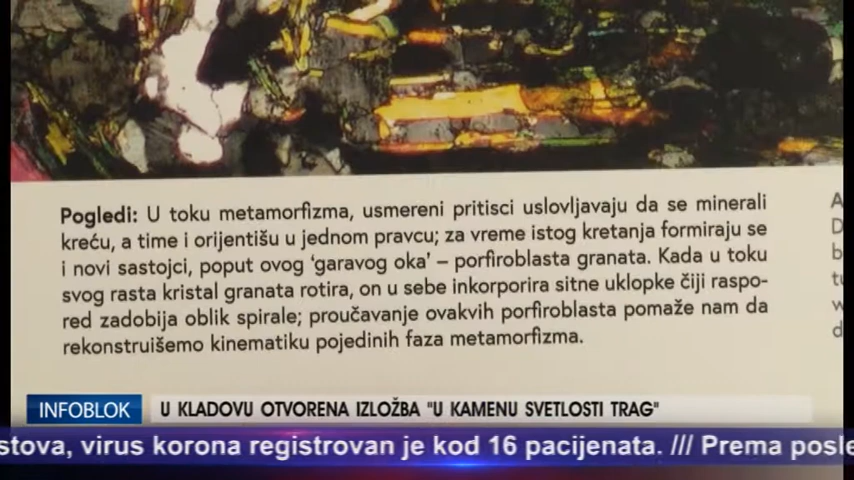 Pogledi: U toku metamorfizma, usmereni pritisci uslovljavaju da se minerali
kreću, a time i orijentišu u jednom pravcu; za vreme istog kretanja formiraju se
i novi sastojci, poput ovog ‘garavog oka’ – porfiroblasta granata. Kada u toku
svog rasta kristal granata rotira, on u sebe inkorporira sitne uklopke čiji raspo-
red zadobija oblik spirale; proučavanje ovakvih porfiroblasta pomaže nam da
rekonstruišemo kinematiku pojedinih faza metamorfizma.
INFOBLOK
U KLADOVU OTVORENA IZLOŽBA "U KAMENU SVETLOSTI TRAG"
stova, virus korona registrovan je kod 16 pacijenata. /// Prema posle